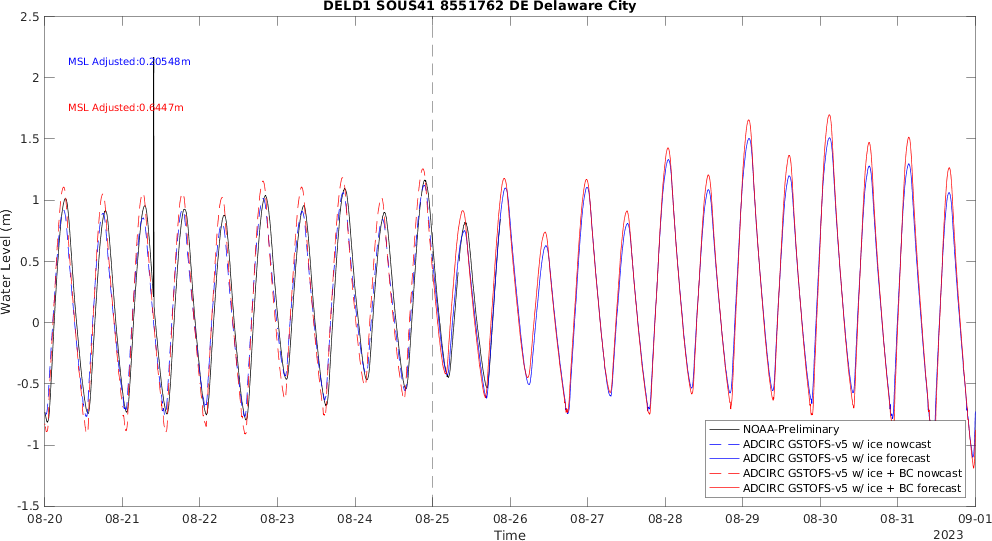 DELD1 SOUS41 8551762 DE Delaware City
2.5
2
1.5
1
0.5
0
-0.5
-1
-1.5
Water Level (m)
MSL Adjusted:0.20548m
MSL Adjusted:0.6447m
NOAA-Preliminary
ADCIRC GSTOFS-v5 w/ ice nowcast
ADCIRC GSTOFS-v5 w/ ice forecast
ADCIRC GSTOFS-v5 w/ ice + BC nowcast
ADCIRC GSTOFS-v5 w/ ice + BC forecast
08-20 08-21 08-22 08-23 08-24 08-25 08-26 08-27 08-28 08-29 08-30 08-31 09-01
Time
2023